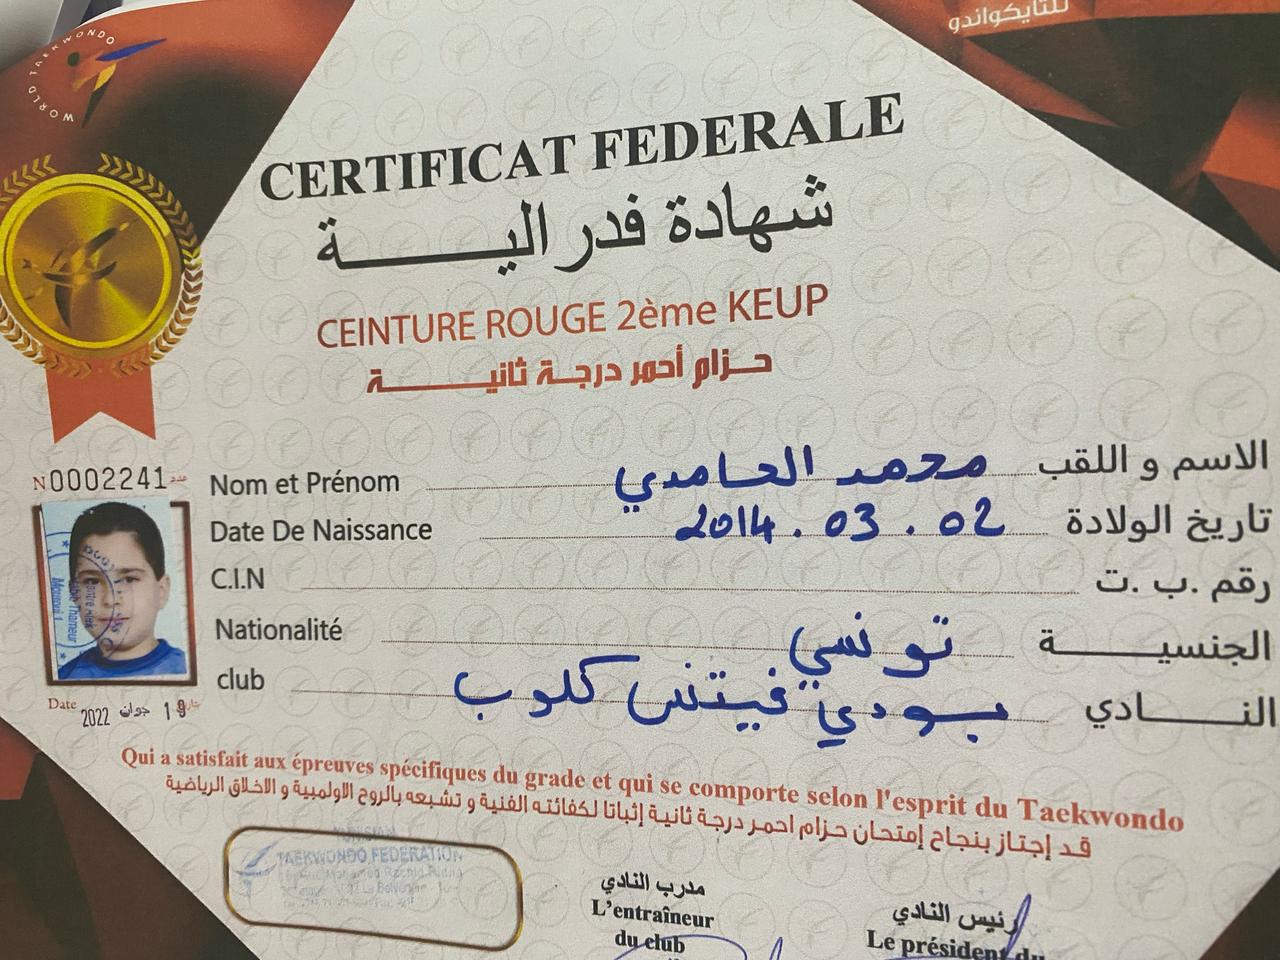 WORLD TAEKWONDO
للتايكواندو
CERTIFICAT FEDERALE
شهادة فدرالية
CEINTURE ROUGE 2ème KEUP
حزام أحمر درجة ثانية
N0002241 عدد
Nom et Prénom محمد الحامدي الاسم و اللقب
Date De Naissance 2014 . 03 . 02 تاريخ الولادة
C.I.N رقم .ب .ت
Nationalité تونسي الجنسية
club بودي فيتنس كلوب النادي
Date 2022 جوان 19
Qui a satisfait aux épreuves spécifiques du grade et qui se comporte selon l'esprit du Taekwondo
قد إجتاز بنجاح إمتحان حزام احمر درجة ثانية إثباتا لكفائته الفنية و تشبعه بالروح الاولمبية و الاخلاق الرياضية
TAEKWONDO FEDERATION
مدرب النادي
L'entraîneur
du club
رئيس النادي
Le président du